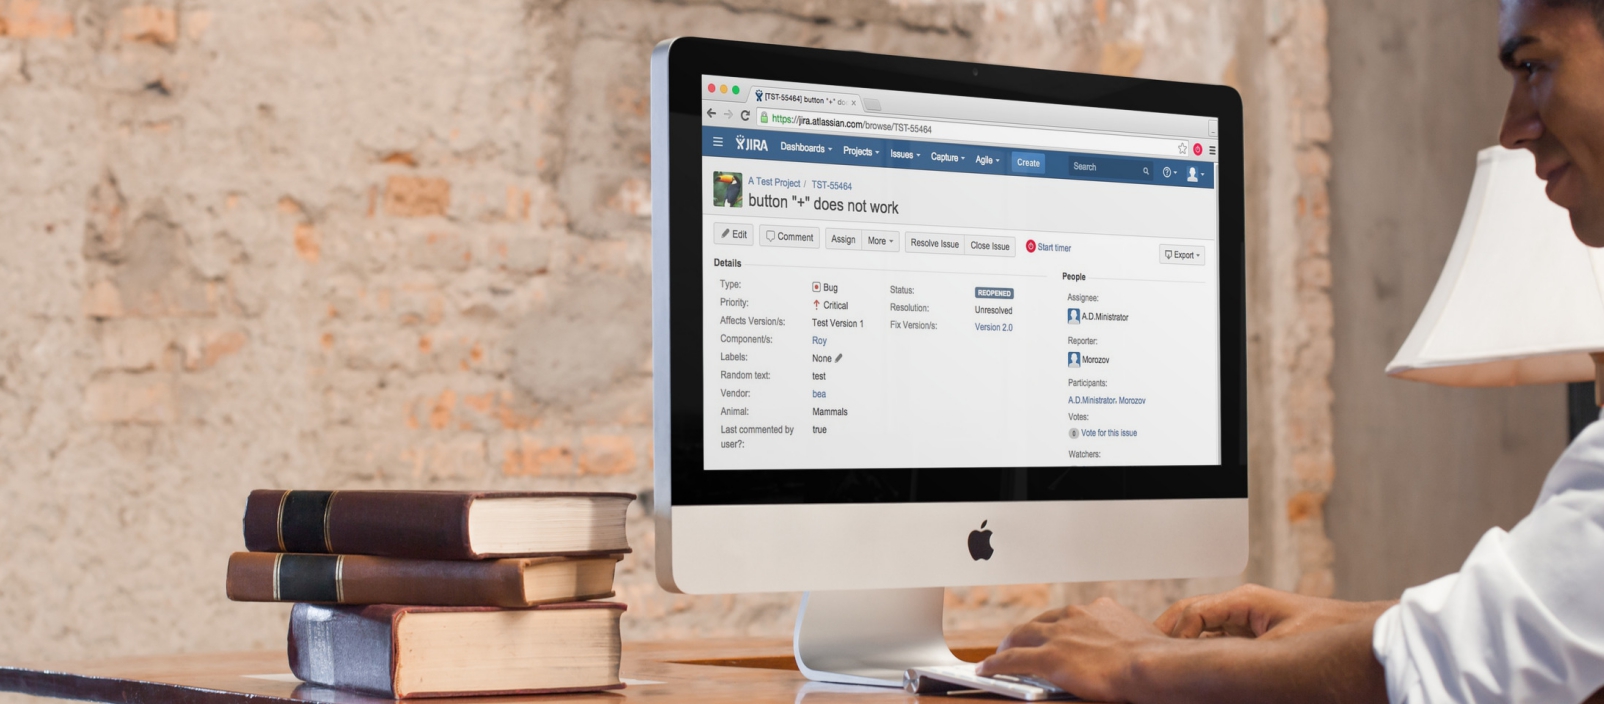 [TST-55464] button "+" do
https://jira.atlassian.com/browse/TST-55464
JIRA Dashboards Projects Issues Capture Agile Create Search
A Test Project / TST-55464
button "+" does not work
Edit Comment Assign More Resolve Issue Close Issue Start timer Export
Details
Type: Bug
Priority: Critical
Affects Version/s: Test Version 1
Component/s: Roy
Labels: None
Random text: test
Vendor: bea
Animal: Mammals
Last commented by user?: true
Status: REOPENED
Resolution: Unresolved
Fix Version/s: Version 2.0
People
Assignee:
A.D.Ministrator
Reporter:
Morozov
Participants:
A.D.Ministrator, Morozov
Votes:
0 Vote for this issue
Watchers: